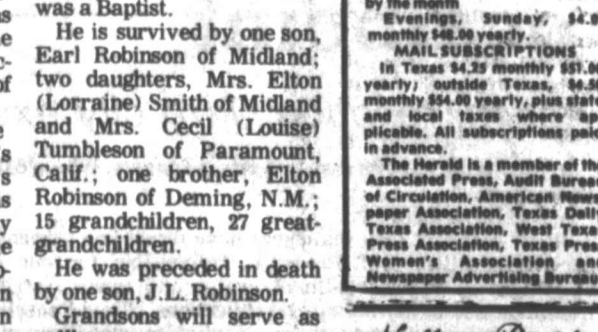 was a Baptist.
He is survived by one son,
Earl Robinson of Midland;
two daughters, Mrs. Elton
(Lorraine) Smith of Midland
and Mrs. Cecil (Louise)
Tumbleson of Paramount,
Calif.; one brother, Elton
Robinson of Deming, N.M.;
15 grandchildren, 27 great-
grandchildren.
He was preceded in death
by one son, J.L. Robinson.
Grandsons will serve as
by the month
Evenings, Sunday,
monthly $48.00 yearly.
MAIL SUBSCRIPTIONS
In Texas $4.25 monthly
yearly; outside Texas,
monthly $54.00 yearly, plus state
and local taxes where ap
plicable. All subscriptions paid
in advance.
The Herald is a member of the
Associated Press, Audit Bureau
of Circulation, American News
paper Association, Texas Daily
Texas Association, West Texa
Press Association, Texas Pres
Women's Association and
Newspaper Advertising Bureau